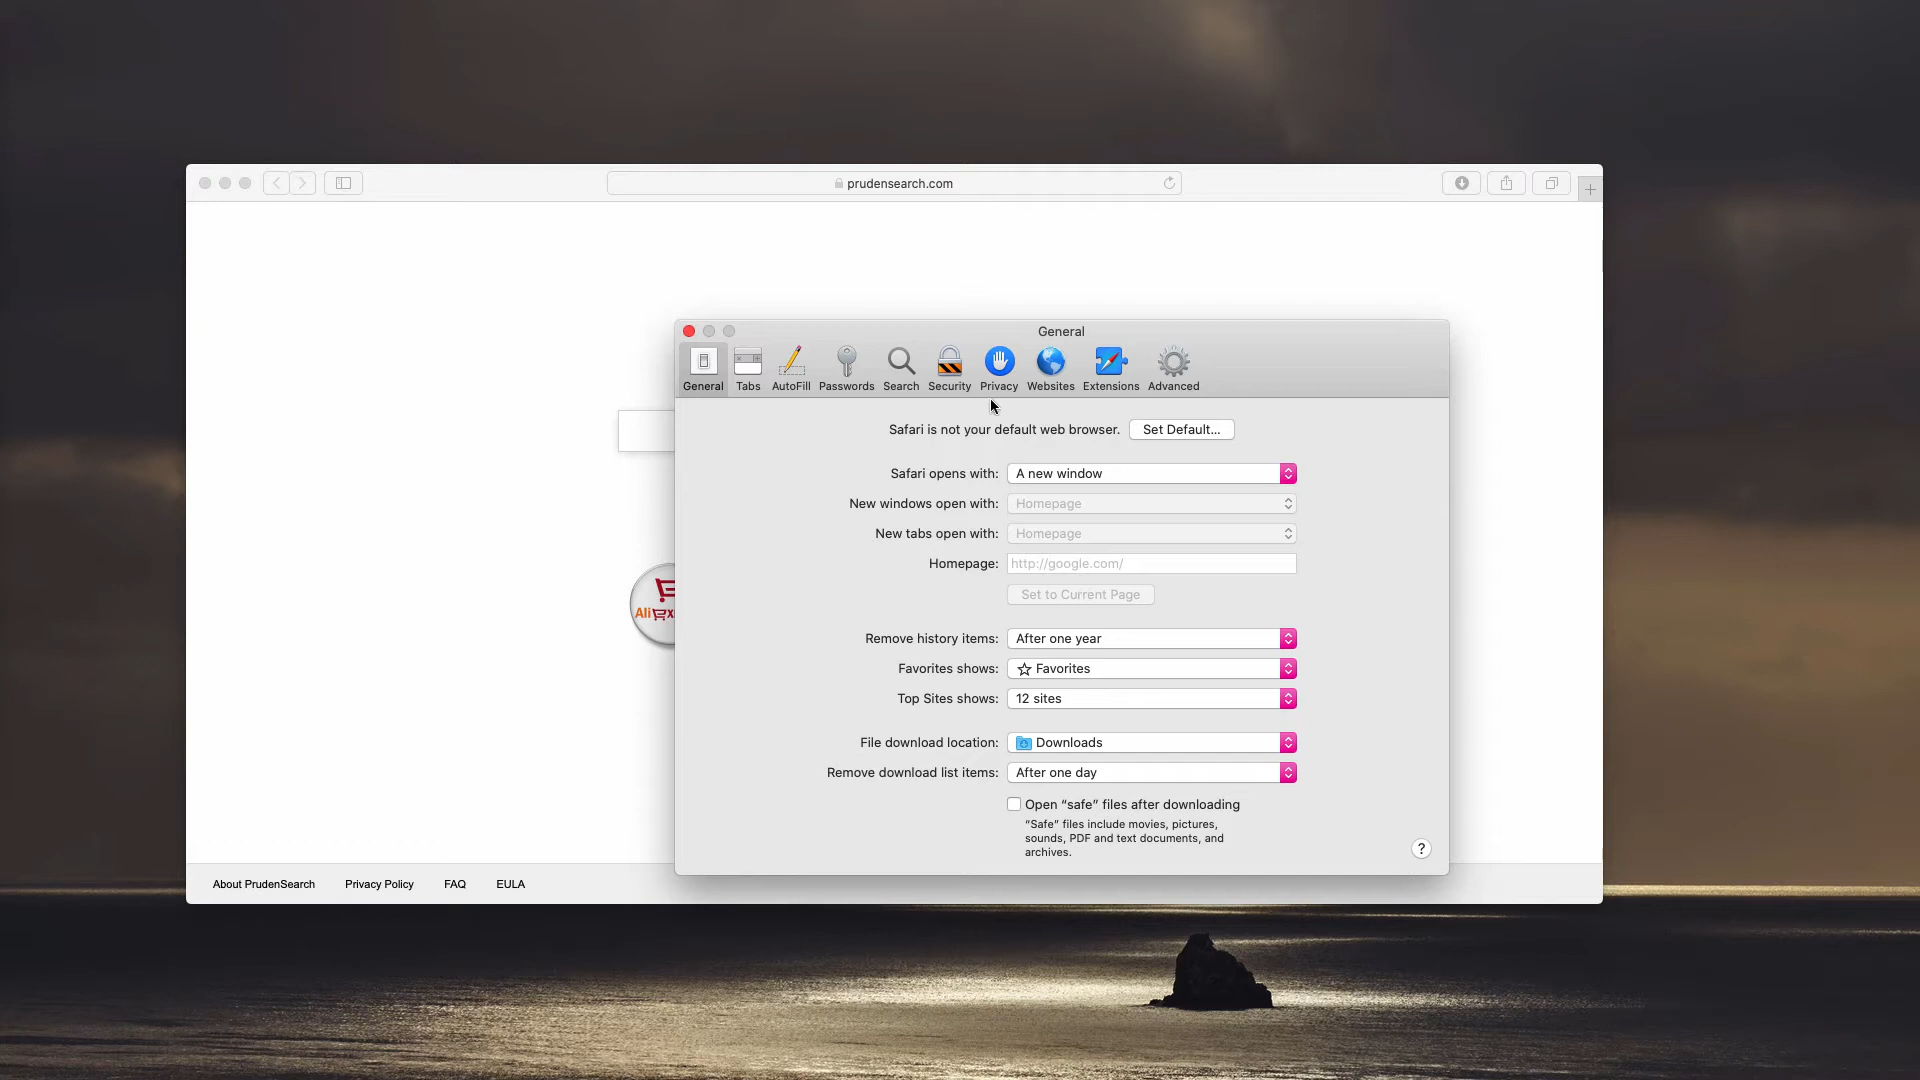 prudensearch.com
General
General Tabs AutoFill Passwords Search Security Privacy Websites Extensions Advanced
Safari is not your default web browser. Set Default...
Safari opens with: A new window
New windows open with: Homepage
New tabs open with: Homepage
Homepage: http://google.com/
Set to Current Page
Remove history items: After one year
Favorites shows: Favorites
Top Sites shows: 12 sites
File download location: Downloads
Remove download list items: After one day
Open “safe” files after downloading
“Safe” files include movies, pictures,
sounds, PDF and text documents, and
archives.
?
About PrudenSearch Privacy Policy FAQ EULA